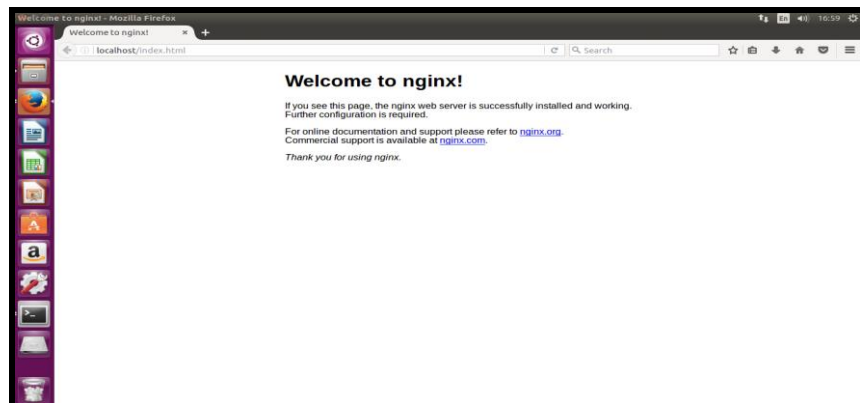 Welcome to nginx! - Mozilla Firefox
En 16:59
Welcome to nginx! × +
localhost/index.html
Search
Welcome to nginx!
If you see this page, the nginx web server is successfully installed and working.
Further configuration is required.
For online documentation and support please refer to nginx.org.
Commercial support is available at nginx.com.
Thank you for using nginx.
A
a
>_